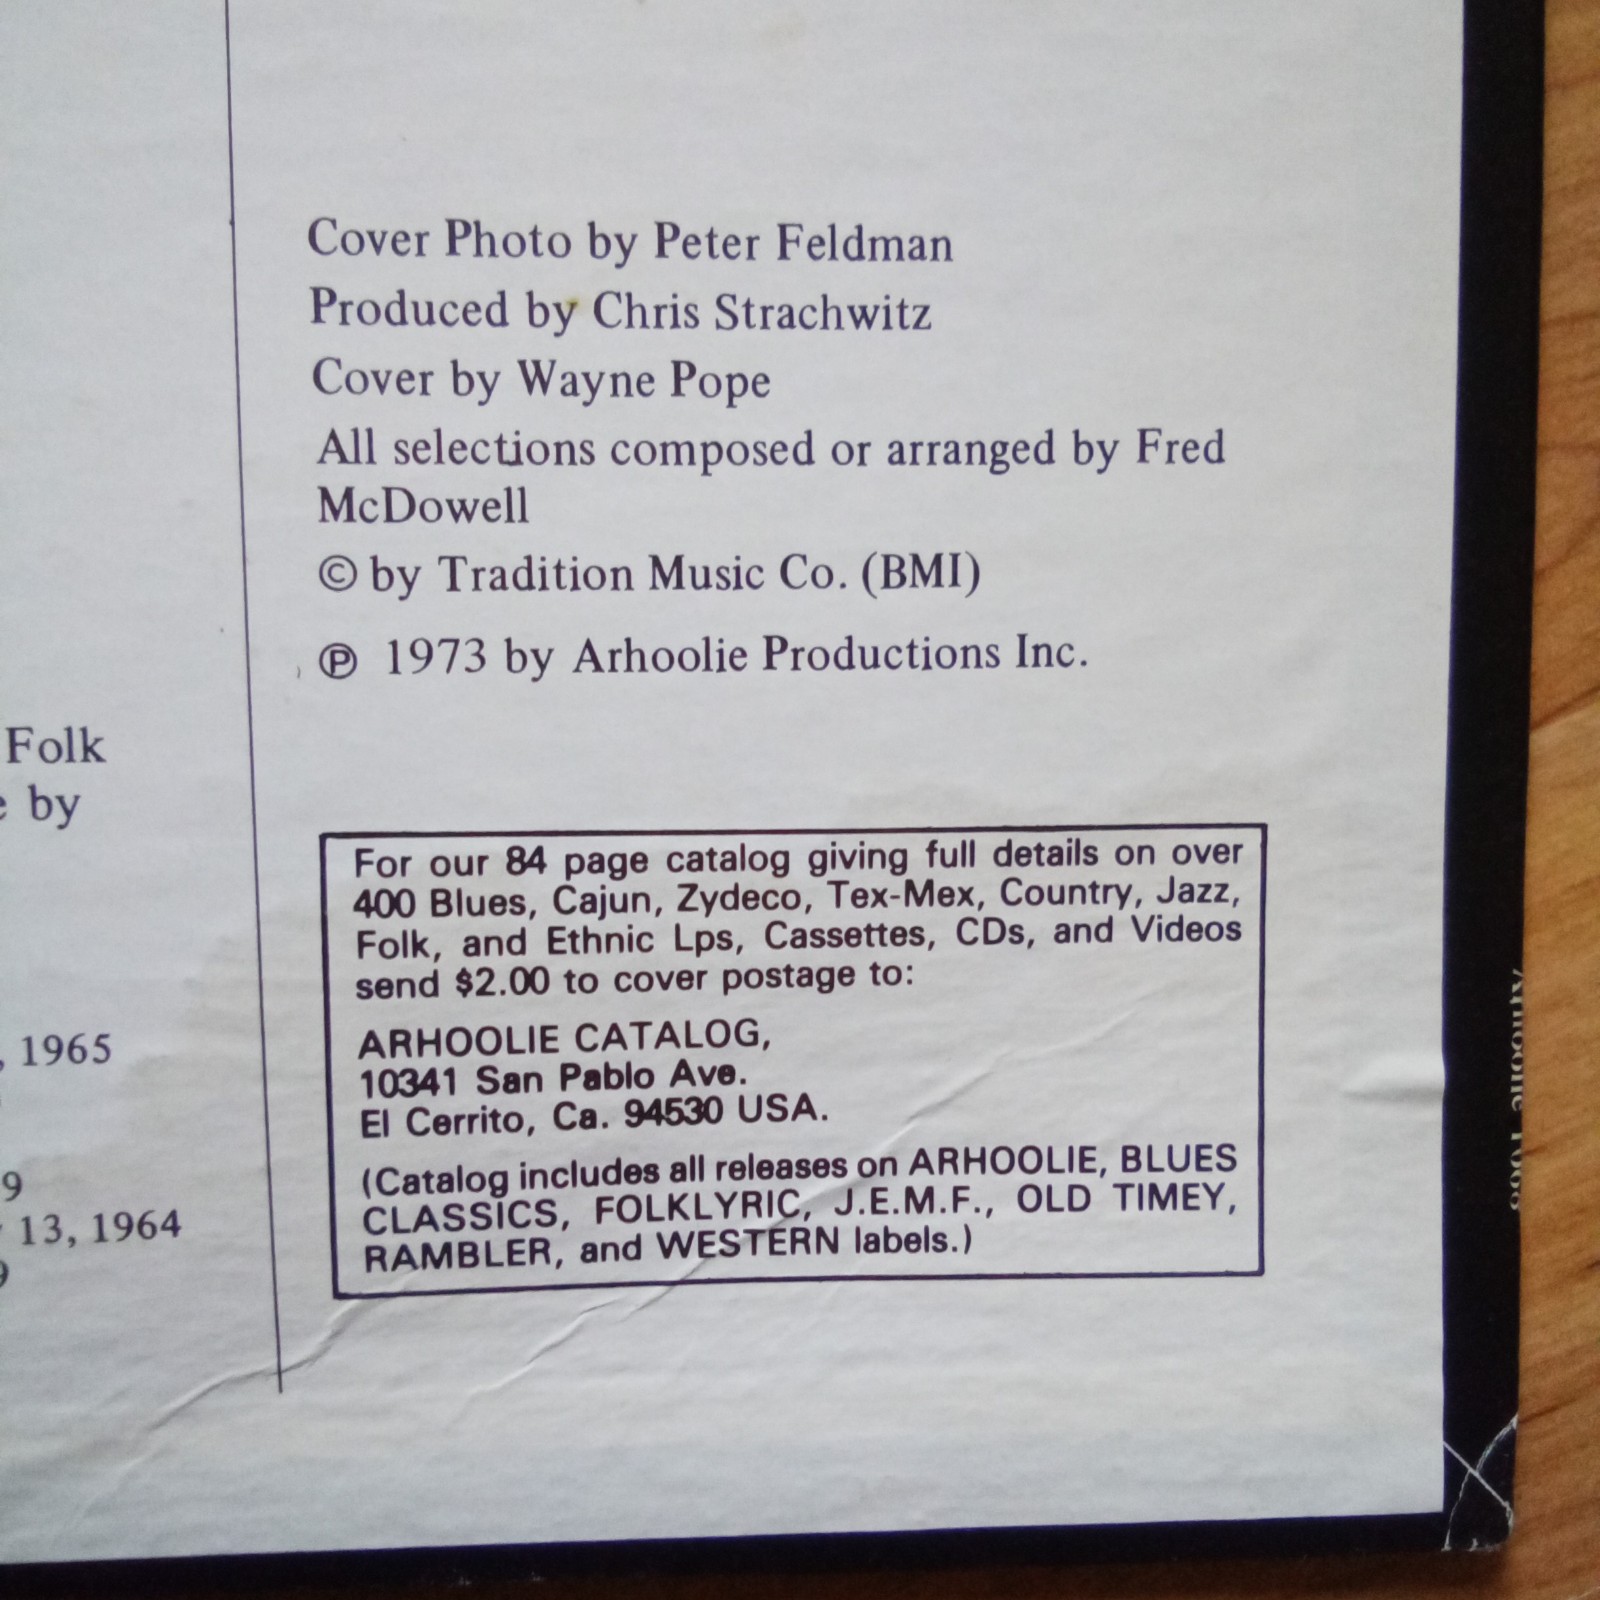 Cover Photo by Peter Feldman
Produced by Chris Strachwitz
Cover by Wayne Pope
All selections composed or arranged by Fred
McDowell
© by Tradition Music Co. (BMI)
℗ 1973 by Arhoolie Productions Inc.
Folk
by
, 1965
9
13, 1964
For our 84 page catalog giving full details on over
400 Blues, Cajun, Zydeco, Tex-Mex, Country, Jazz,
Folk, and Ethnic Lps, Cassettes, CDs, and Videos
send $2.00 to cover postage to:
ARHOOLIE CATALOG,
10341 San Pablo Ave.
El Cerrito, Ca. 94530 USA.
(Catalog includes all releases on ARHOOLIE, BLUES
CLASSICS, FOLKLYRIC, J.E.M.F., OLD TIMEY,
RAMBLER, and WESTERN labels.)
Arhoolie